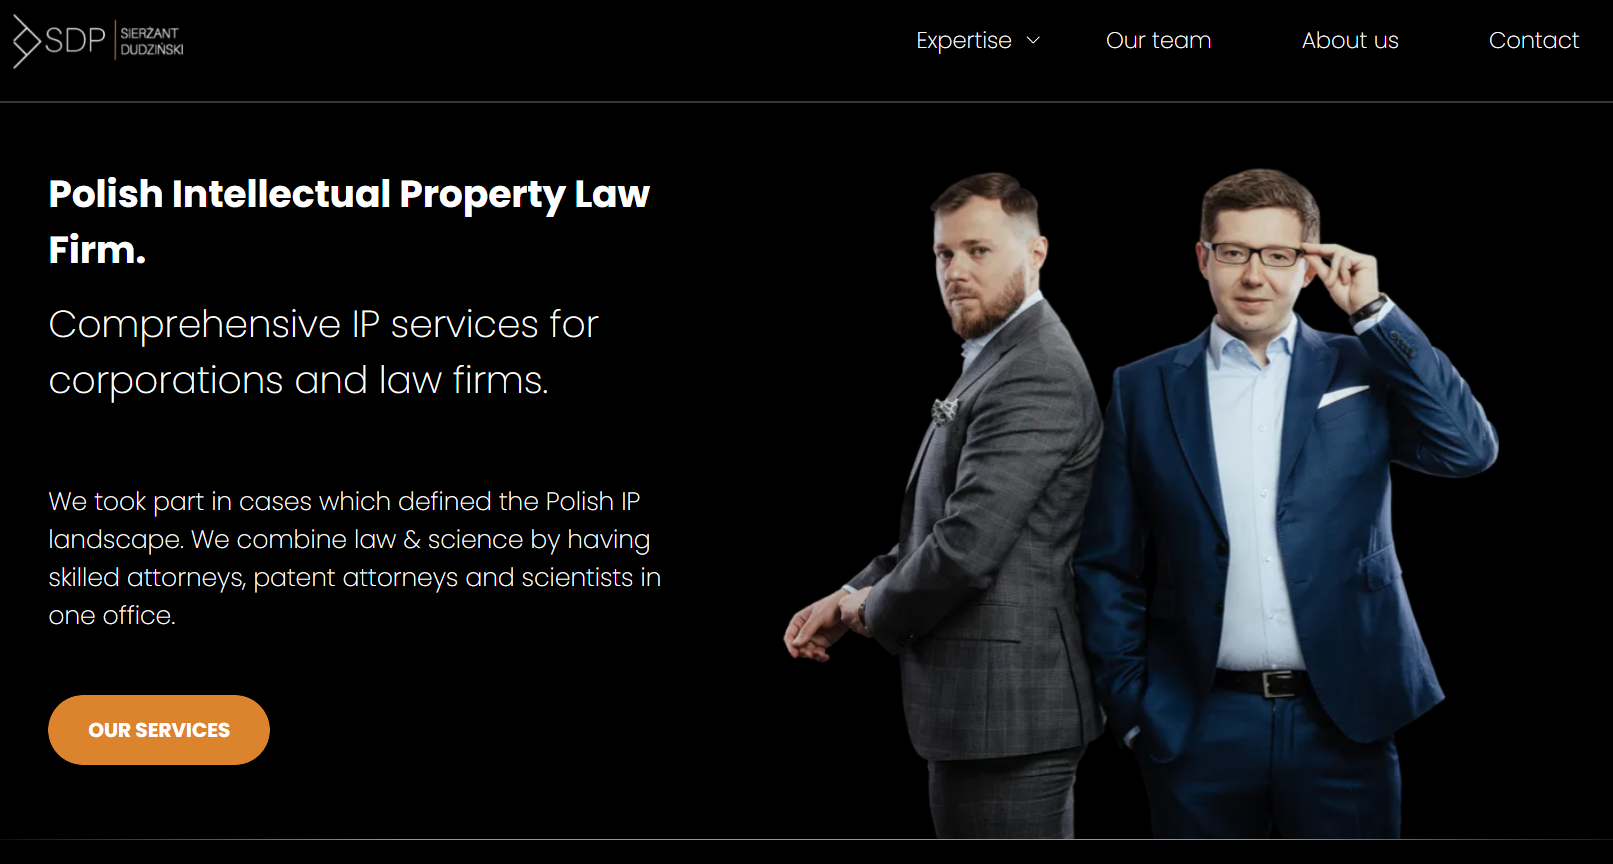 SDP
SIERŻANT
DUDZIŃSKI
Expertise
Our team
About us
Contact
Polish Intellectual Property Law
Firm.
Comprehensive IP services for
corporations and law firms.
We took part in cases which defined the Polish IP
landscape. We combine law & science by having
skilled attorneys, patent attorneys and scientists in
one office.
OUR SERVICES